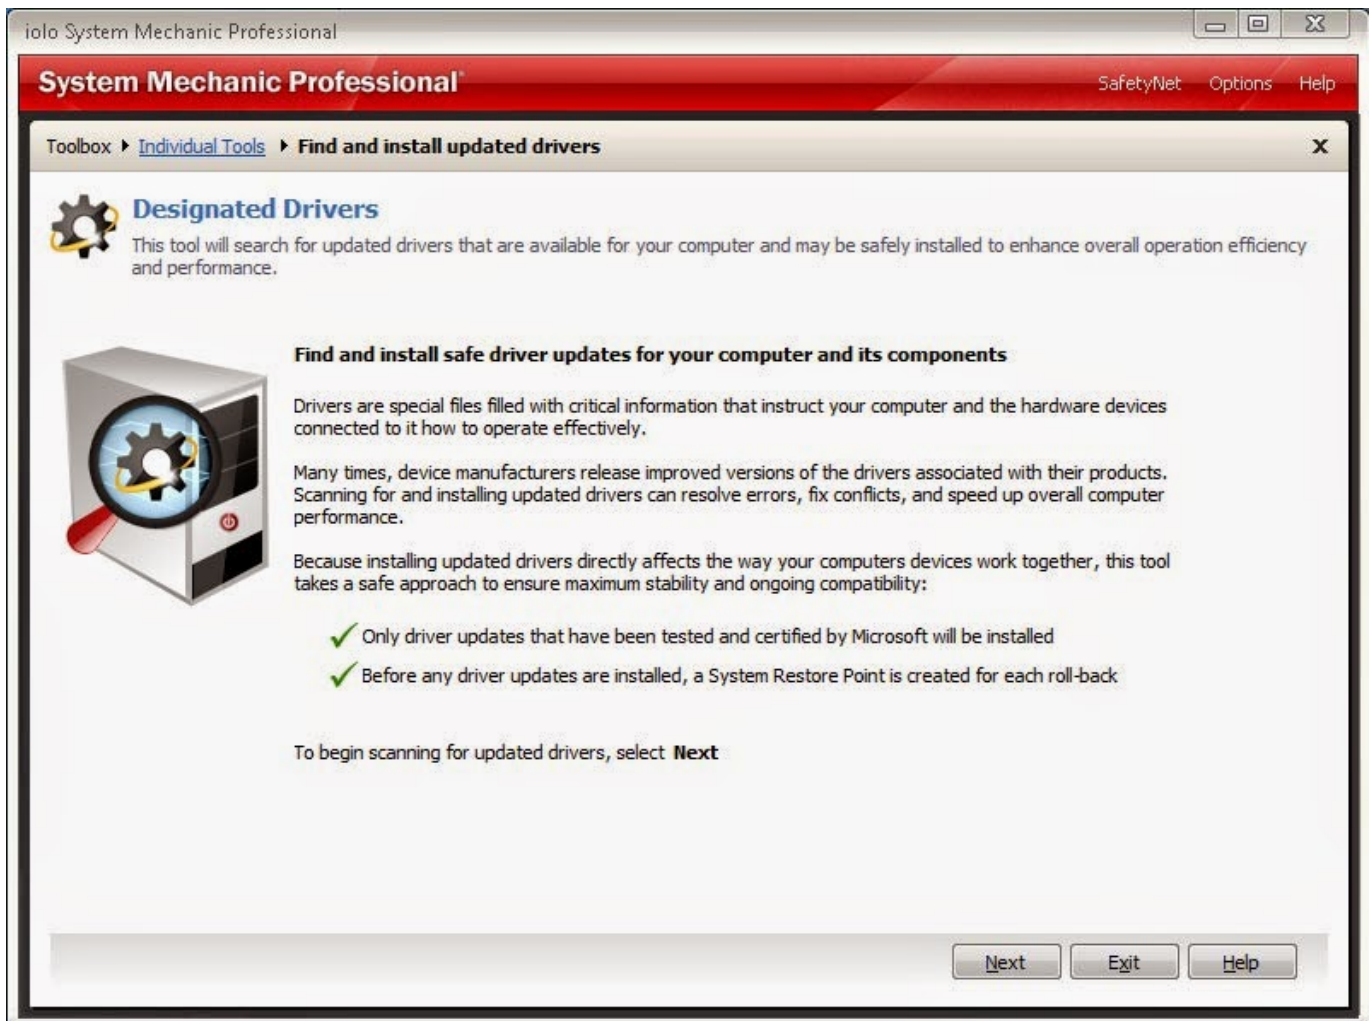 iolo System Mechanic Professional
System Mechanic Professional®
SafetyNet Options Help
Toolbox Individual Tools Find and install updated drivers x
Designated Drivers
This tool will search for updated drivers that are available for your computer and may be safely installed to enhance overall operation efficiency
and performance.
Find and install safe driver updates for your computer and its components
Drivers are special files filled with critical information that instruct your computer and the hardware devices
connected to it how to operate effectively.
Many times, device manufacturers release improved versions of the drivers associated with their products.
Scanning for and installing updated drivers can resolve errors, fix conflicts, and speed up overall computer
performance.
Because installing updated drivers directly affects the way your computers devices work together, this tool
takes a safe approach to ensure maximum stability and ongoing compatibility:
Only driver updates that have been tested and certified by Microsoft will be installed
Before any driver updates are installed, a System Restore Point is created for each roll-back
To begin scanning for updated drivers, select Next
Next Exit Help